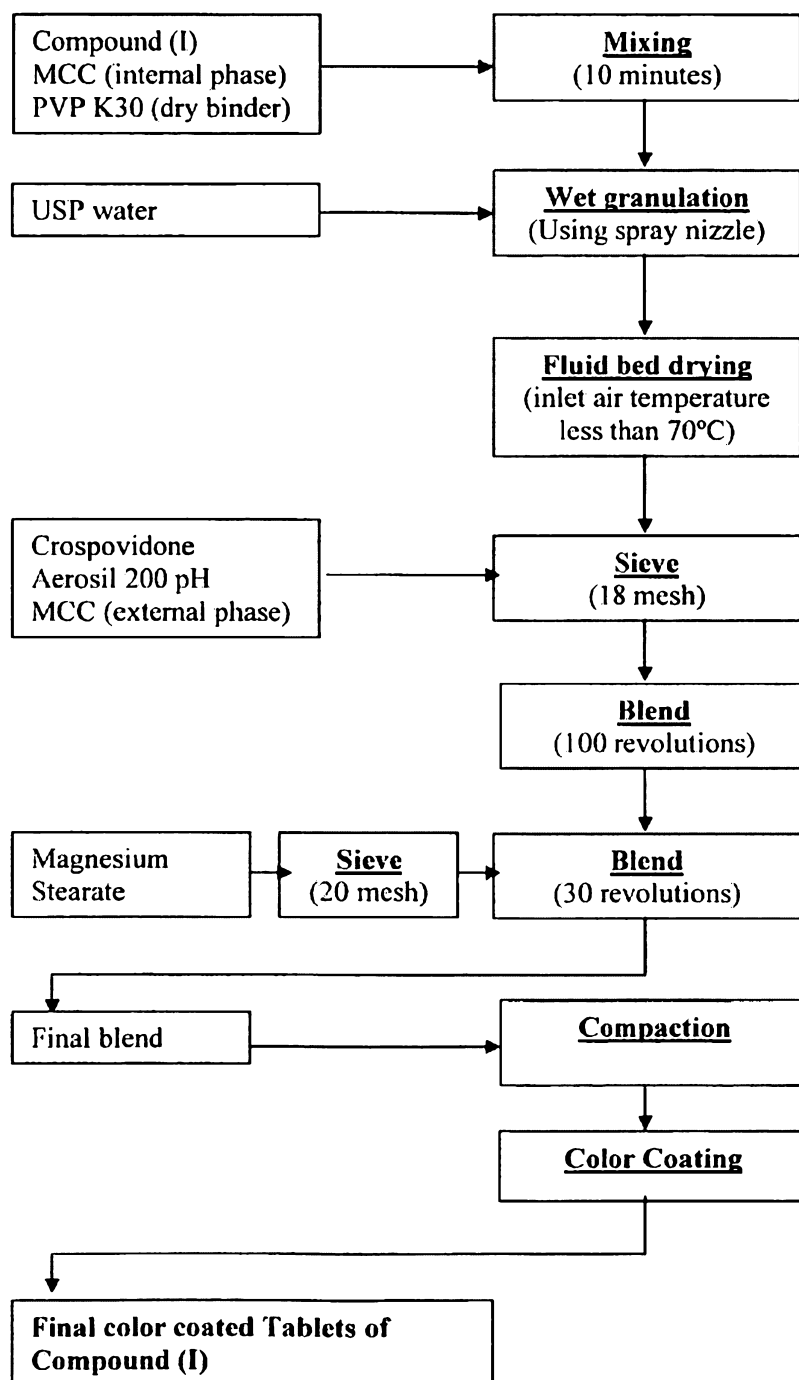 Compound (I)
MCC (internal phase)
PVP K30 (dry binder)
Mixing
(10 minutes)
USP water
Wet granulation
(Using spray nizzle)
Fluid bed drying
(inlet air temperature
less than 70ºC)
Crospovidone
Aerosil 200 pH
MCC (external phase)
Sieve
(18 mesh)
Blend
(100 revolutions)
Magnesium
Stearate
Sieve
(20 mesh)
Blend
(30 revolutions)
Final blend
Compaction
Color Coating
Final color coated Tablets of
Compound (I)